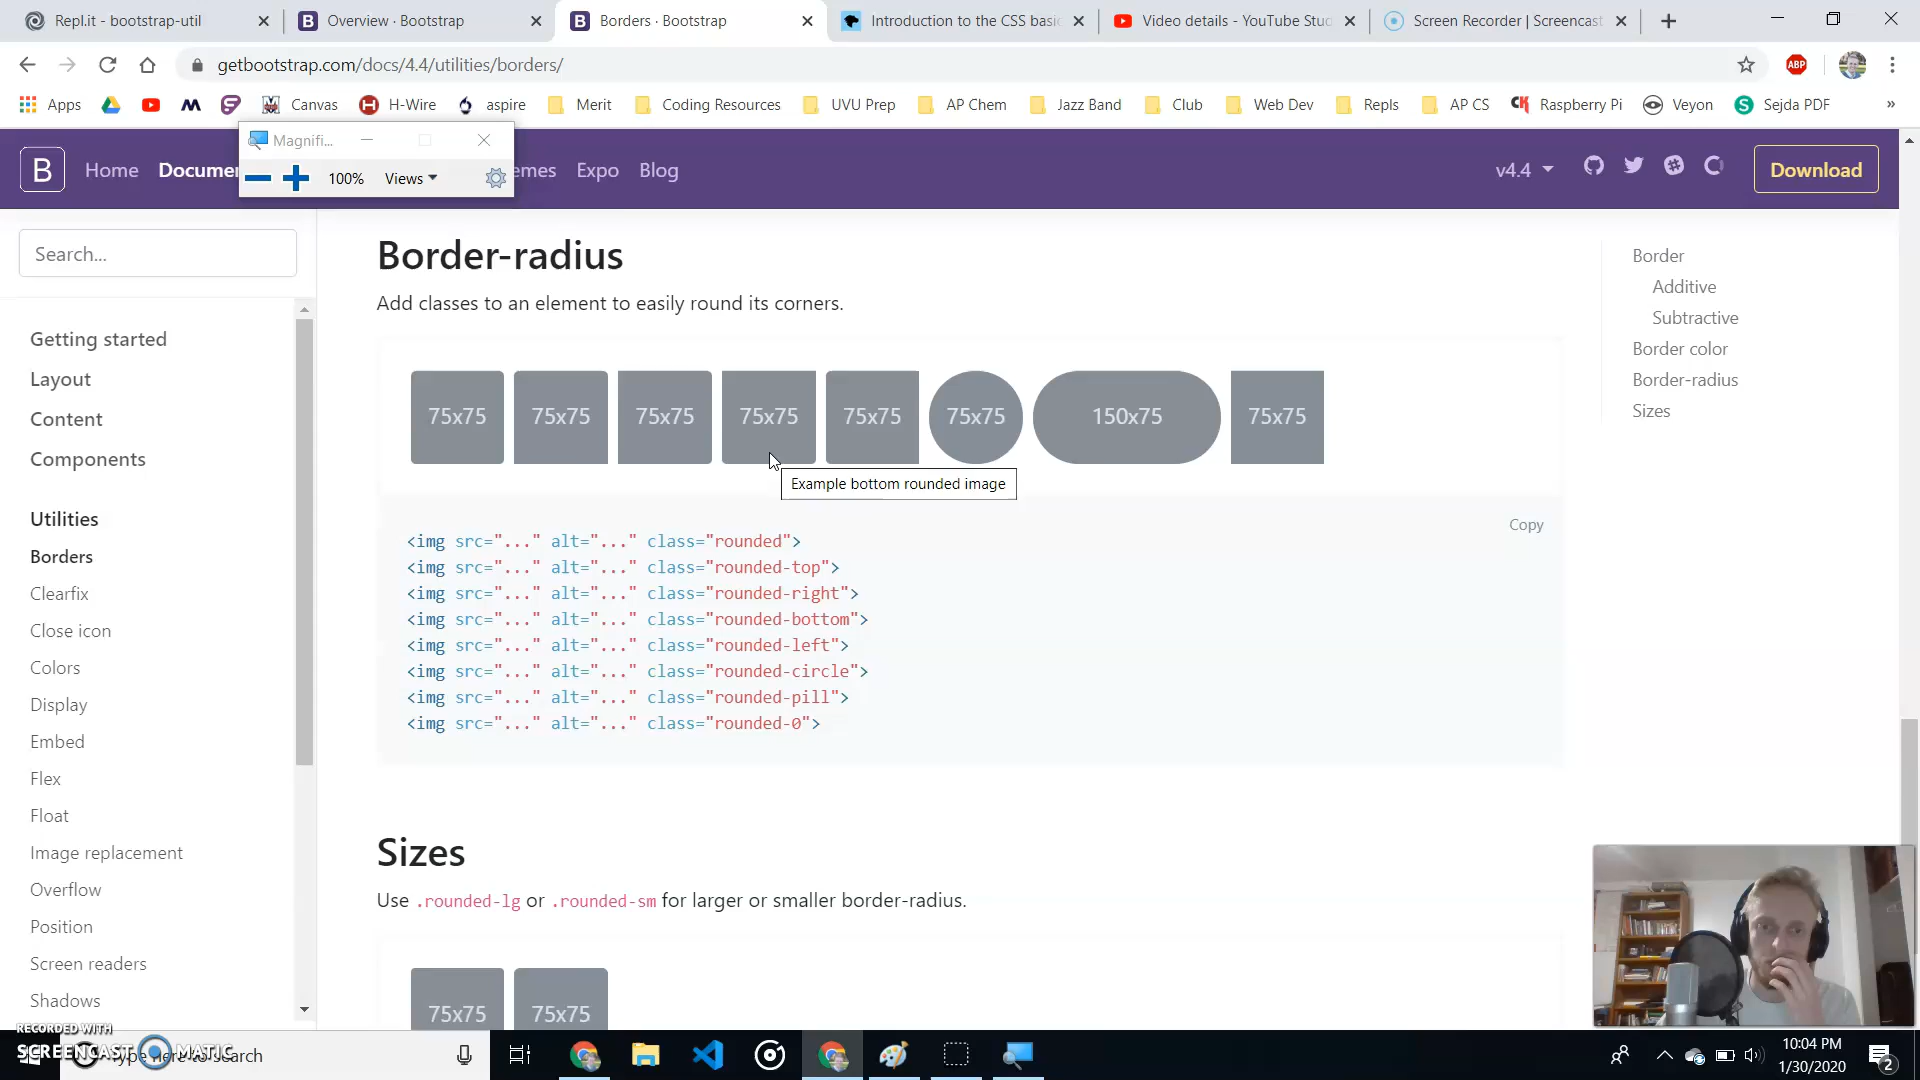 Repl.it - bootstrap-util
Overview · Bootstrap
Borders · Bootstrap
Introduction to the CSS basic
Video details - YouTube Stud
Screen Recorder | Screencast
getbootstrap.com/docs/4.4/utilities/borders/
ABP
Apps
Canvas
H-Wire
aspire
Merit
Coding Resources
UVU Prep
AP Chem
Jazz Band
Club
Web Dev
Repls
AP CS
Raspberry Pi
Veyon
Sejda PDF
»
Magnifi...
100%
Views
B
Home
Documen
emes
Expo
Blog
v4.4
Download
Search...
Getting started
Layout
Content
Components
Utilities
Borders
Clearfix
Close icon
Colors
Display
Embed
Flex
Float
Image replacement
Overflow
Position
Screen readers
Shadows
Border-radius
Add classes to an element to easily round its corners.
75x75
75x75
75x75
75x75
75x75
75x75
150x75
75x75
Example bottom rounded image
Copy
<img src="..." alt="..." class="rounded">
<img src="..." alt="..." class="rounded-top">
<img src="..." alt="..." class="rounded-right">
<img src="..." alt="..." class="rounded-bottom">
<img src="..." alt="..." class="rounded-left">
<img src="..." alt="..." class="rounded-circle">
<img src="..." alt="..." class="rounded-pill">
<img src="..." alt="..." class="rounded-0">
Sizes
Use .rounded-lg or .rounded-sm for larger or smaller border-radius.
75x75
75x75
Border
Additive
Subtractive
Border color
Border-radius
Sizes
RECORDED WITH
SCREENCAST MATIC
Type here to search
10:04 PM
1/30/2020
2